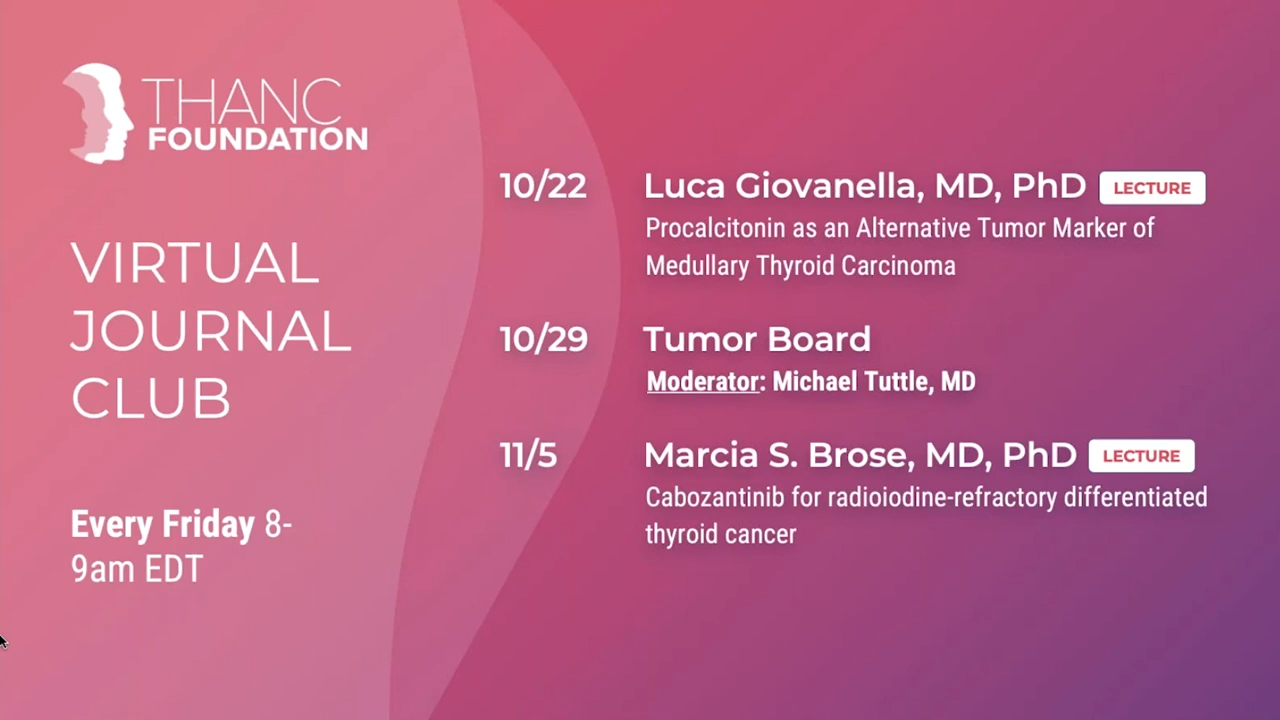 THANC
FOUNDATION
VIRTUAL
JOURNAL
CLUB
Every Friday 8-
9am EDT
10/22 Luca Giovanella, MD, PhD LECTURE
Procalcitonin as an Alternative Tumor Marker of
Medullary Thyroid Carcinoma
10/29 Tumor Board
Moderator: Michael Tuttle, MD
11/5 Marcia S. Brose, MD, PhD LECTURE
Cabozantinib for radioiodine-refractory differentiated
thyroid cancer